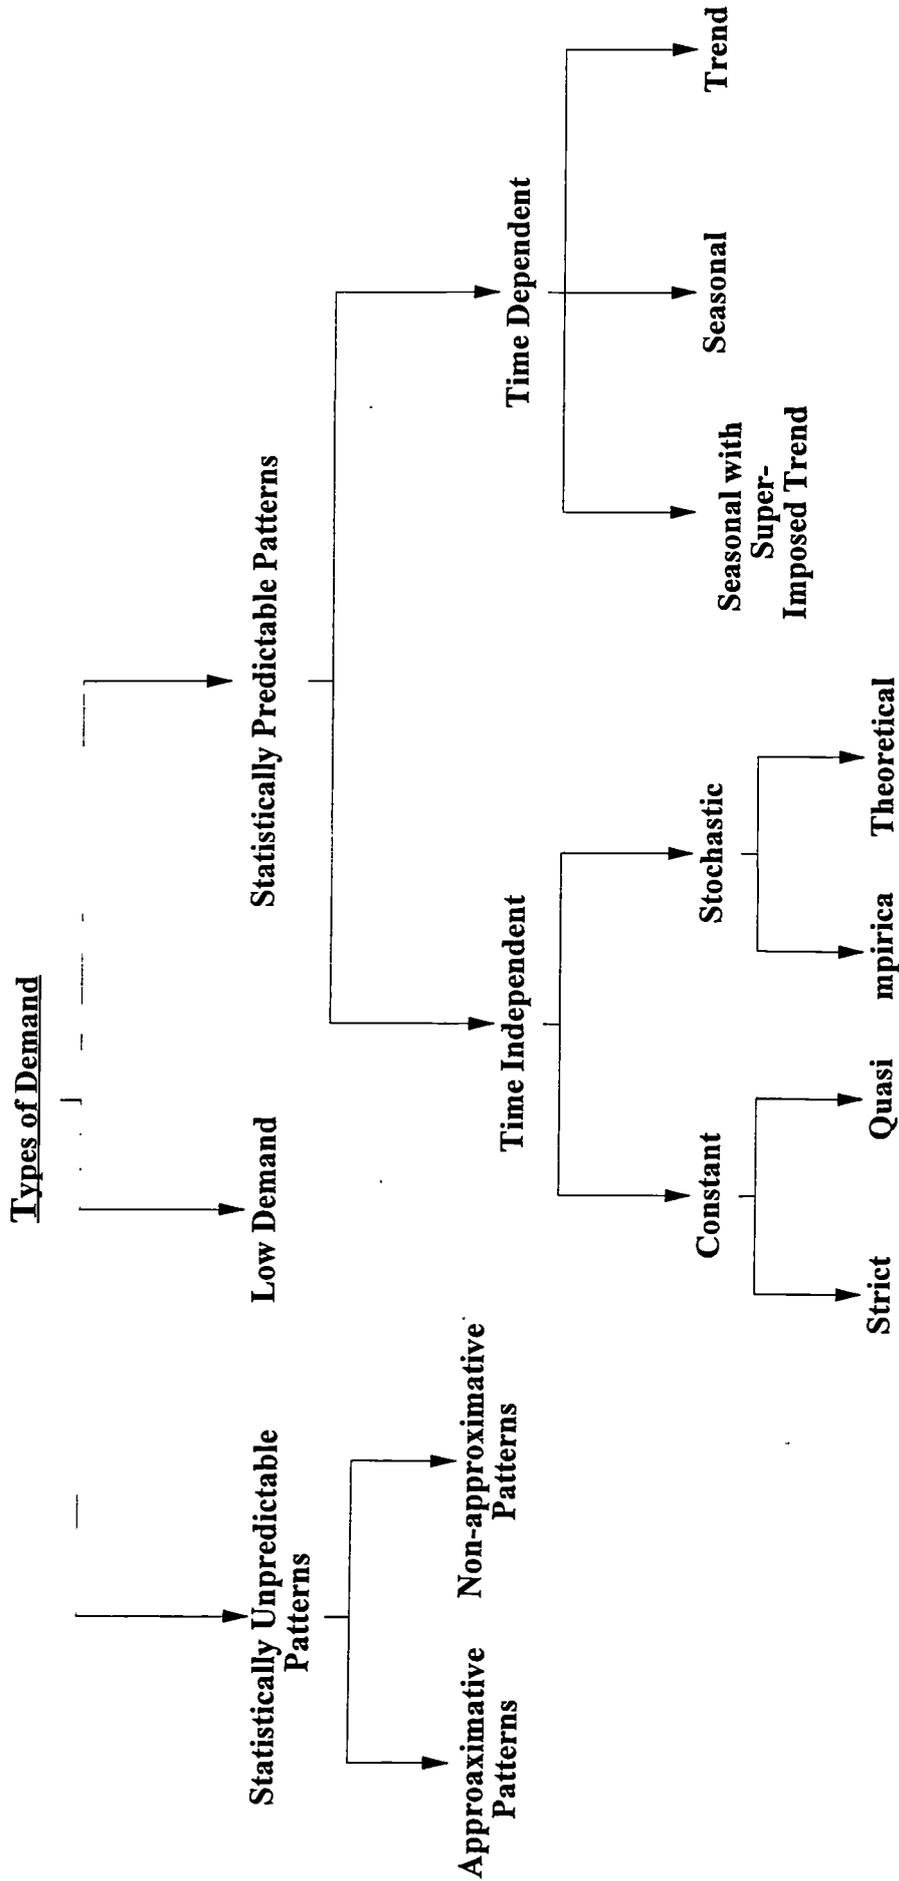 Types of Demand
Statistically Unpredictable
Patterns
Low Demand
Statistically Predictable Patterns
Approaximative
Patterns
Non-approximative
Patterns
Time Independent
Time Dependent
Constant
Stochastic
Seasonal with
Super-
Imposed Trend
Seasonal
Trend
Strict
Quasi
mpirica
Theoretical